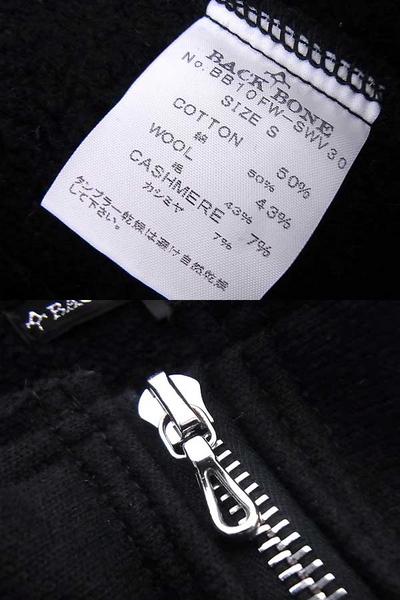 BACK BONE
No.BB10FW-SWV30
SIZE S
COTTON 50%
綿 50%
WOOL 43%
毛 43%
CASHMERE 7%
カシミヤ 7%
タンブラー乾燥は避け自然乾燥
して下さい。
BAC